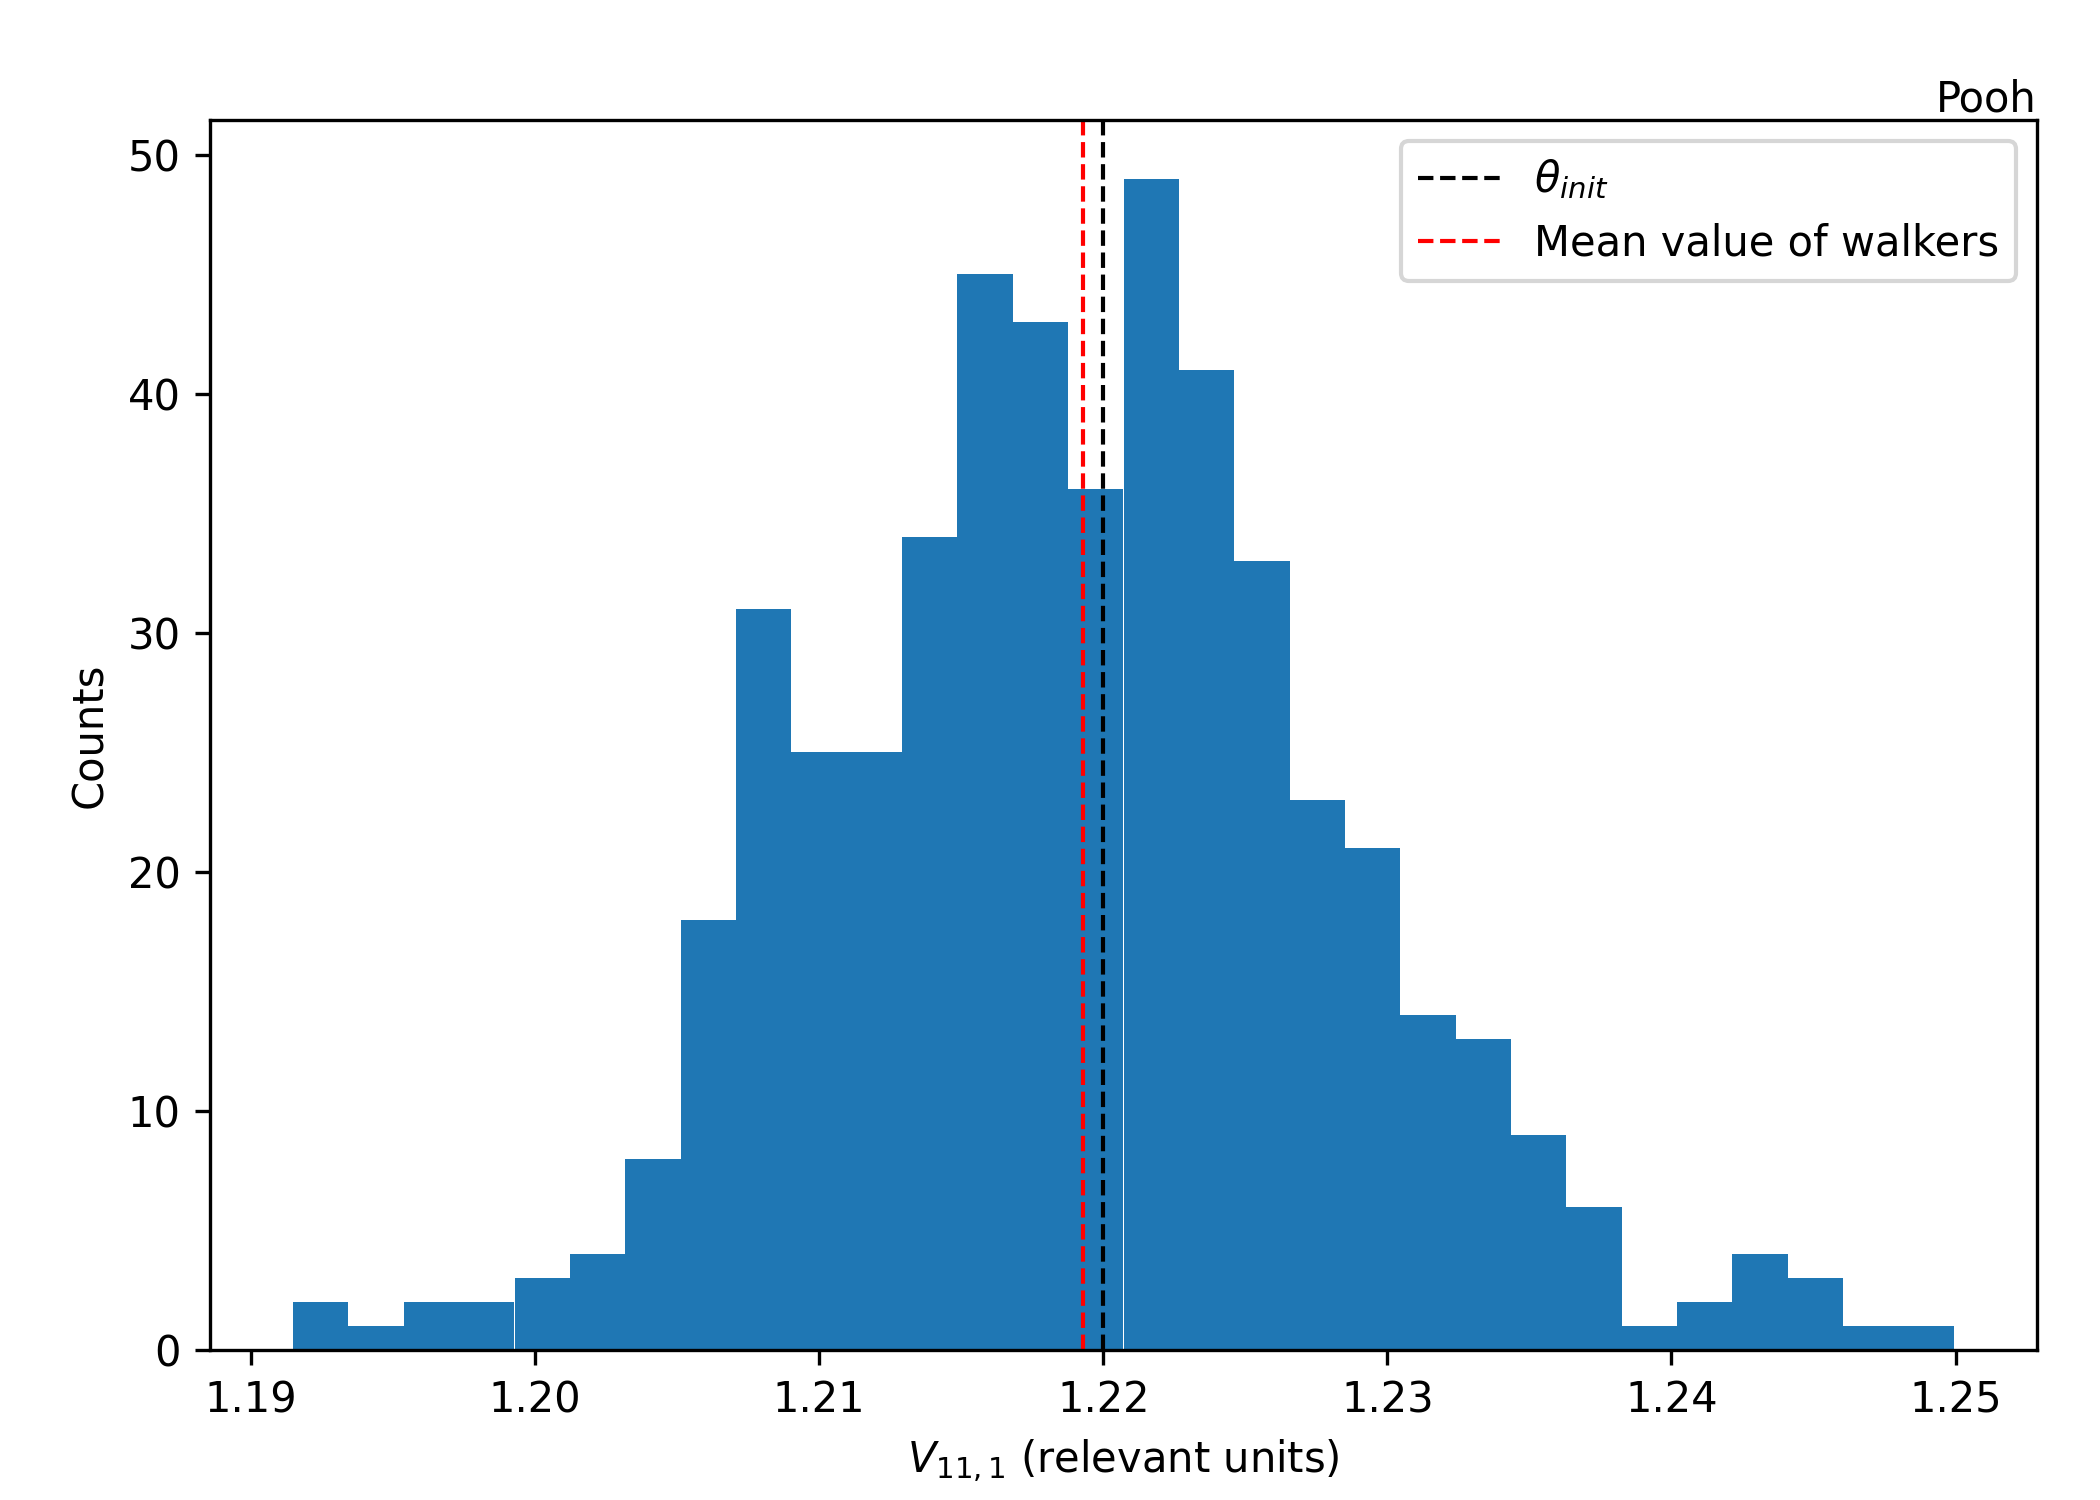 Pooh
50
40
30
20
10
0
Counts
θinit
Mean value of walkers
1.19 1.20 1.21 1.22 1.23 1.24 1.25
V11, 1 (relevant units)